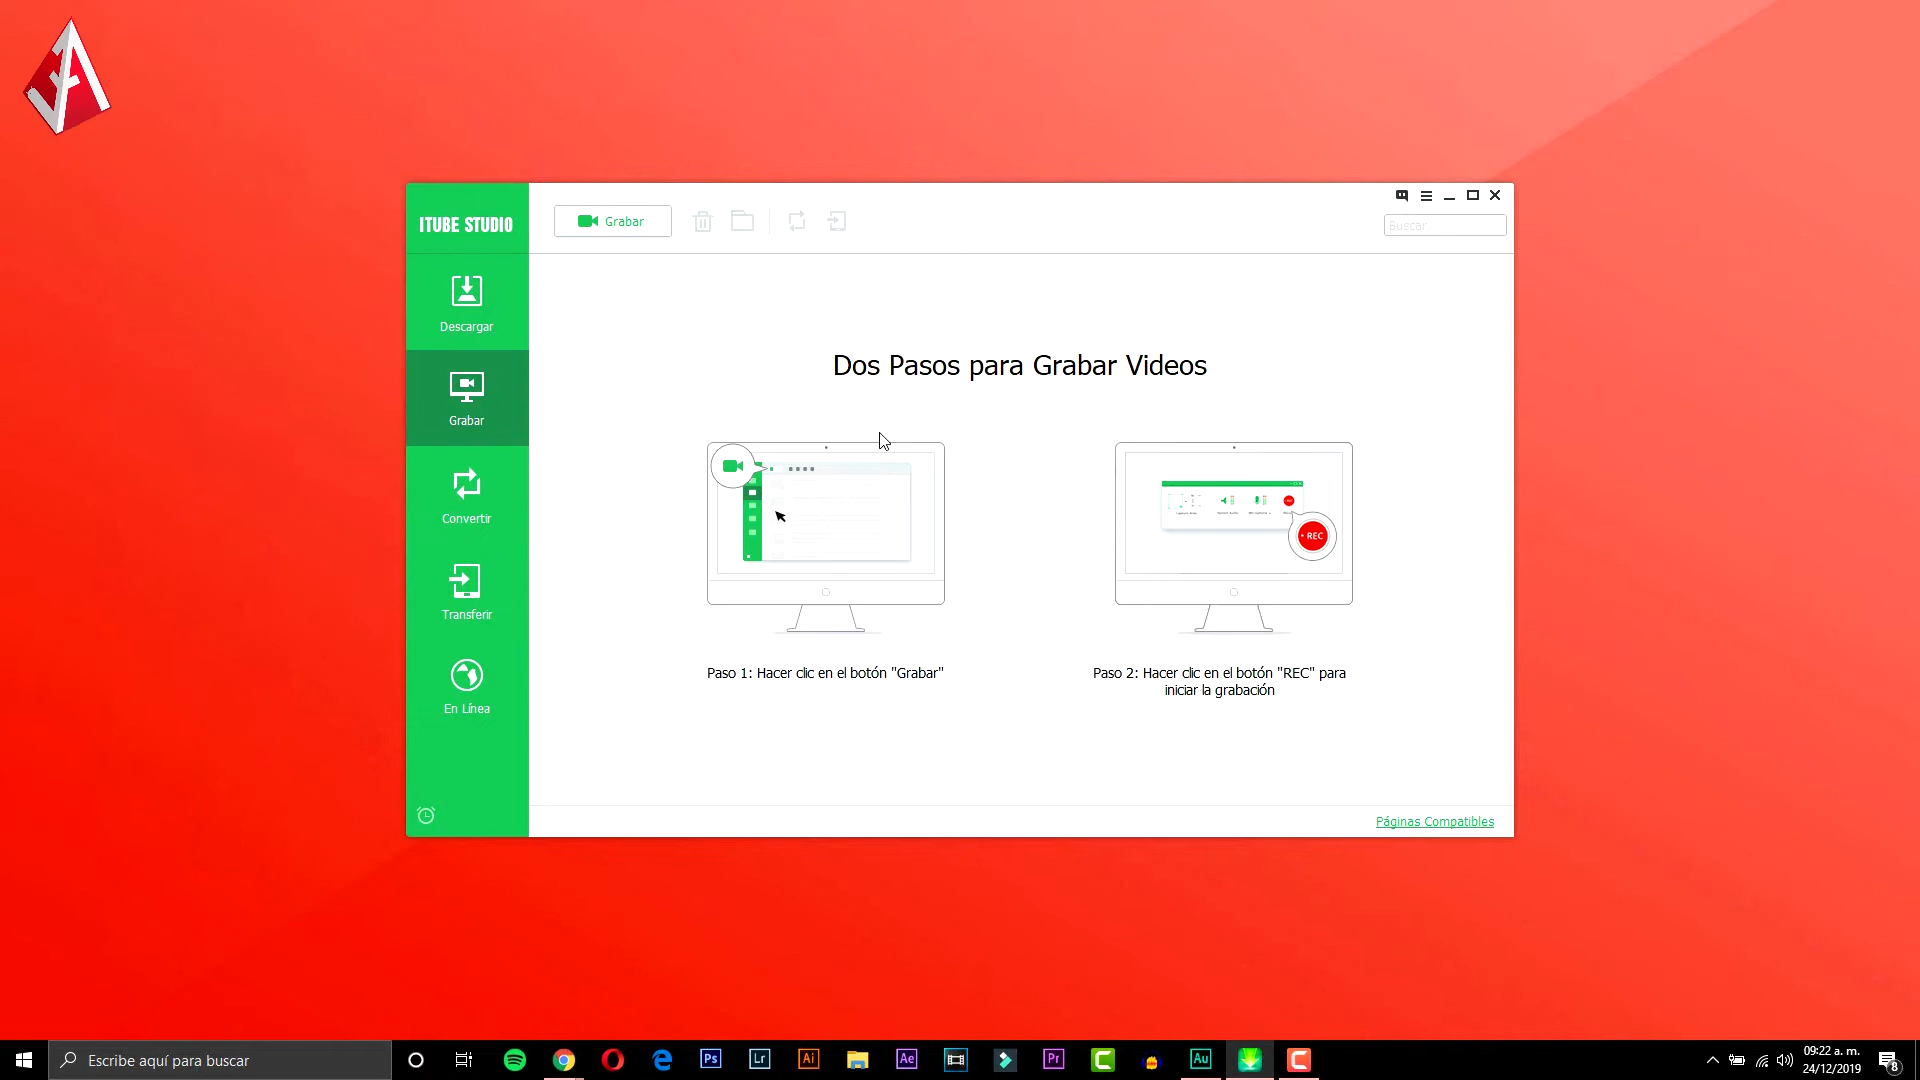 ITUBE STUDIO
Grabar
Buscar
Descargar
Grabar
Convertir
Transferir
En Línea
Dos Pasos para Grabar Videos
REC
Paso 1: Hacer clic en el botón "Grabar"
Paso 2: Hacer clic en el botón "REC" para
iniciar la grabación
Páginas Compatibles
Escribe aquí para buscar
Ps
Lr
Ai
Ae
Pr
Au
09:22 a. m.
24/12/2019
8